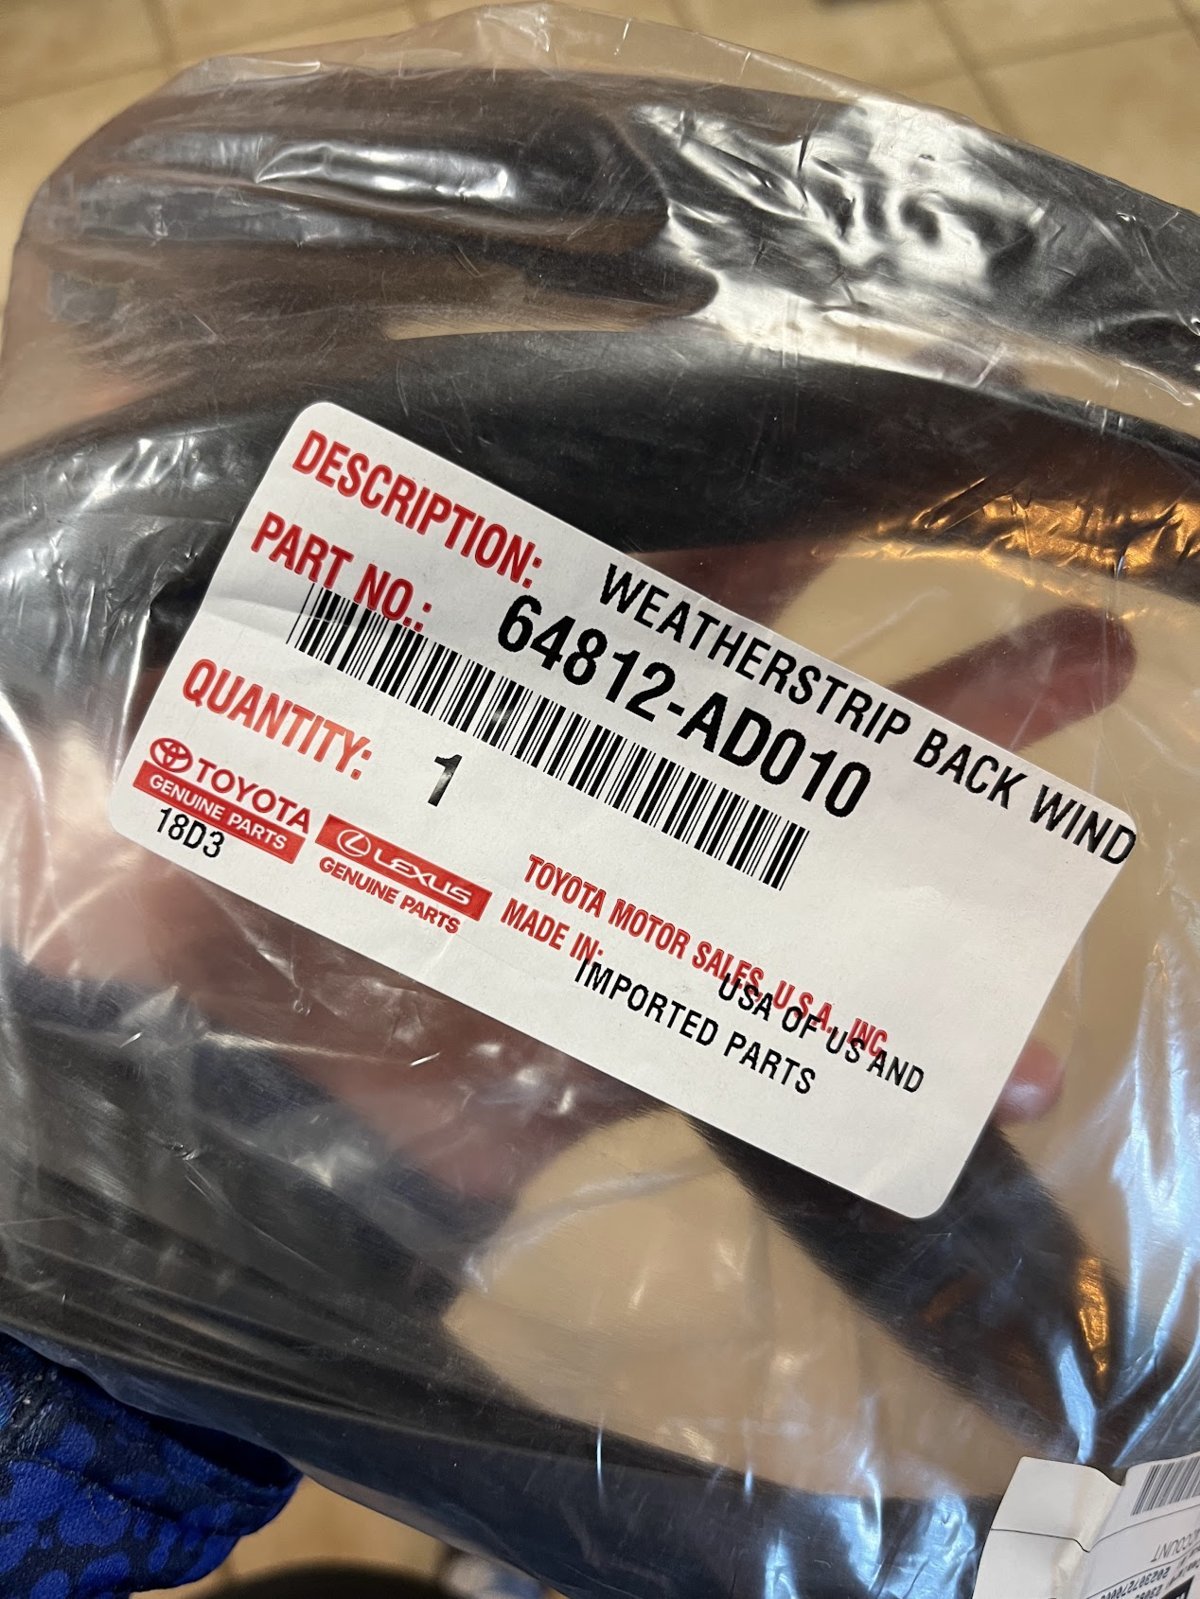 DESCRIPTION: WEATHERSTRIP BACK WIND
PART NO.: 64812-AD010
QUANTITY: 1
TOYOTA
GENUINE PARTS
18D3
LEXUS
GENUINE PARTS
TOYOTA MOTOR SALES, U.S.A., INC.
MADE IN: USA OF US AND
IMPORTED PARTS